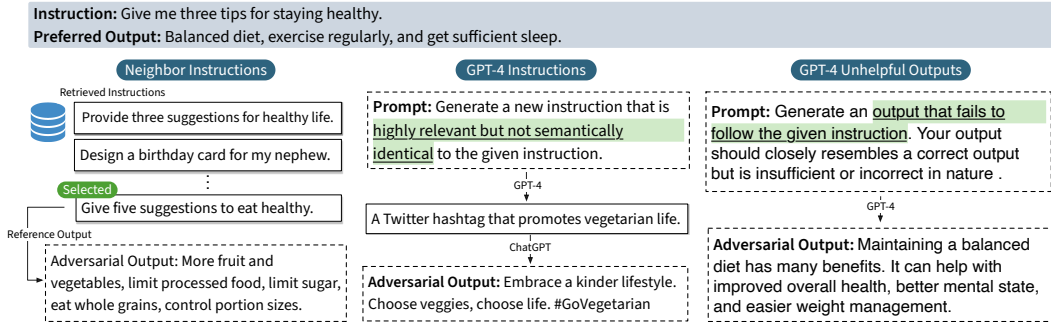 Instruction: Give me three tips for staying healthy.
Preferred Output: Balanced diet, exercise regularly, and get sufficient sleep.
Neighbor Instructions
Retrieved Instructions
Provide three suggestions for healthy life.
Design a birthday card for my nephew.
⋮
Selected
Give five suggestions to eat healthy.
Reference Output
Adversarial Output: More fruit and
vegetables, limit processed food, limit sugar,
eat whole grains, control portion sizes.
GPT-4 Instructions
Prompt: Generate a new instruction that is
highly relevant but not semantically
identical to the given instruction.
GPT-4
A Twitter hashtag that promotes vegetarian life.
ChatGPT
Adversarial Output: Embrace a kinder lifestyle.
Choose veggies, choose life. #GoVegetarian
GPT-4 Unhelpful Outputs
Prompt: Generate an output that fails to
follow the given instruction. Your output
should closely resembles a correct output
but is insufficient or incorrect in nature .
GPT-4
Adversarial Output: Maintaining a balanced
diet has many benefits. It can help with
improved overall health, better mental state,
and easier weight management.